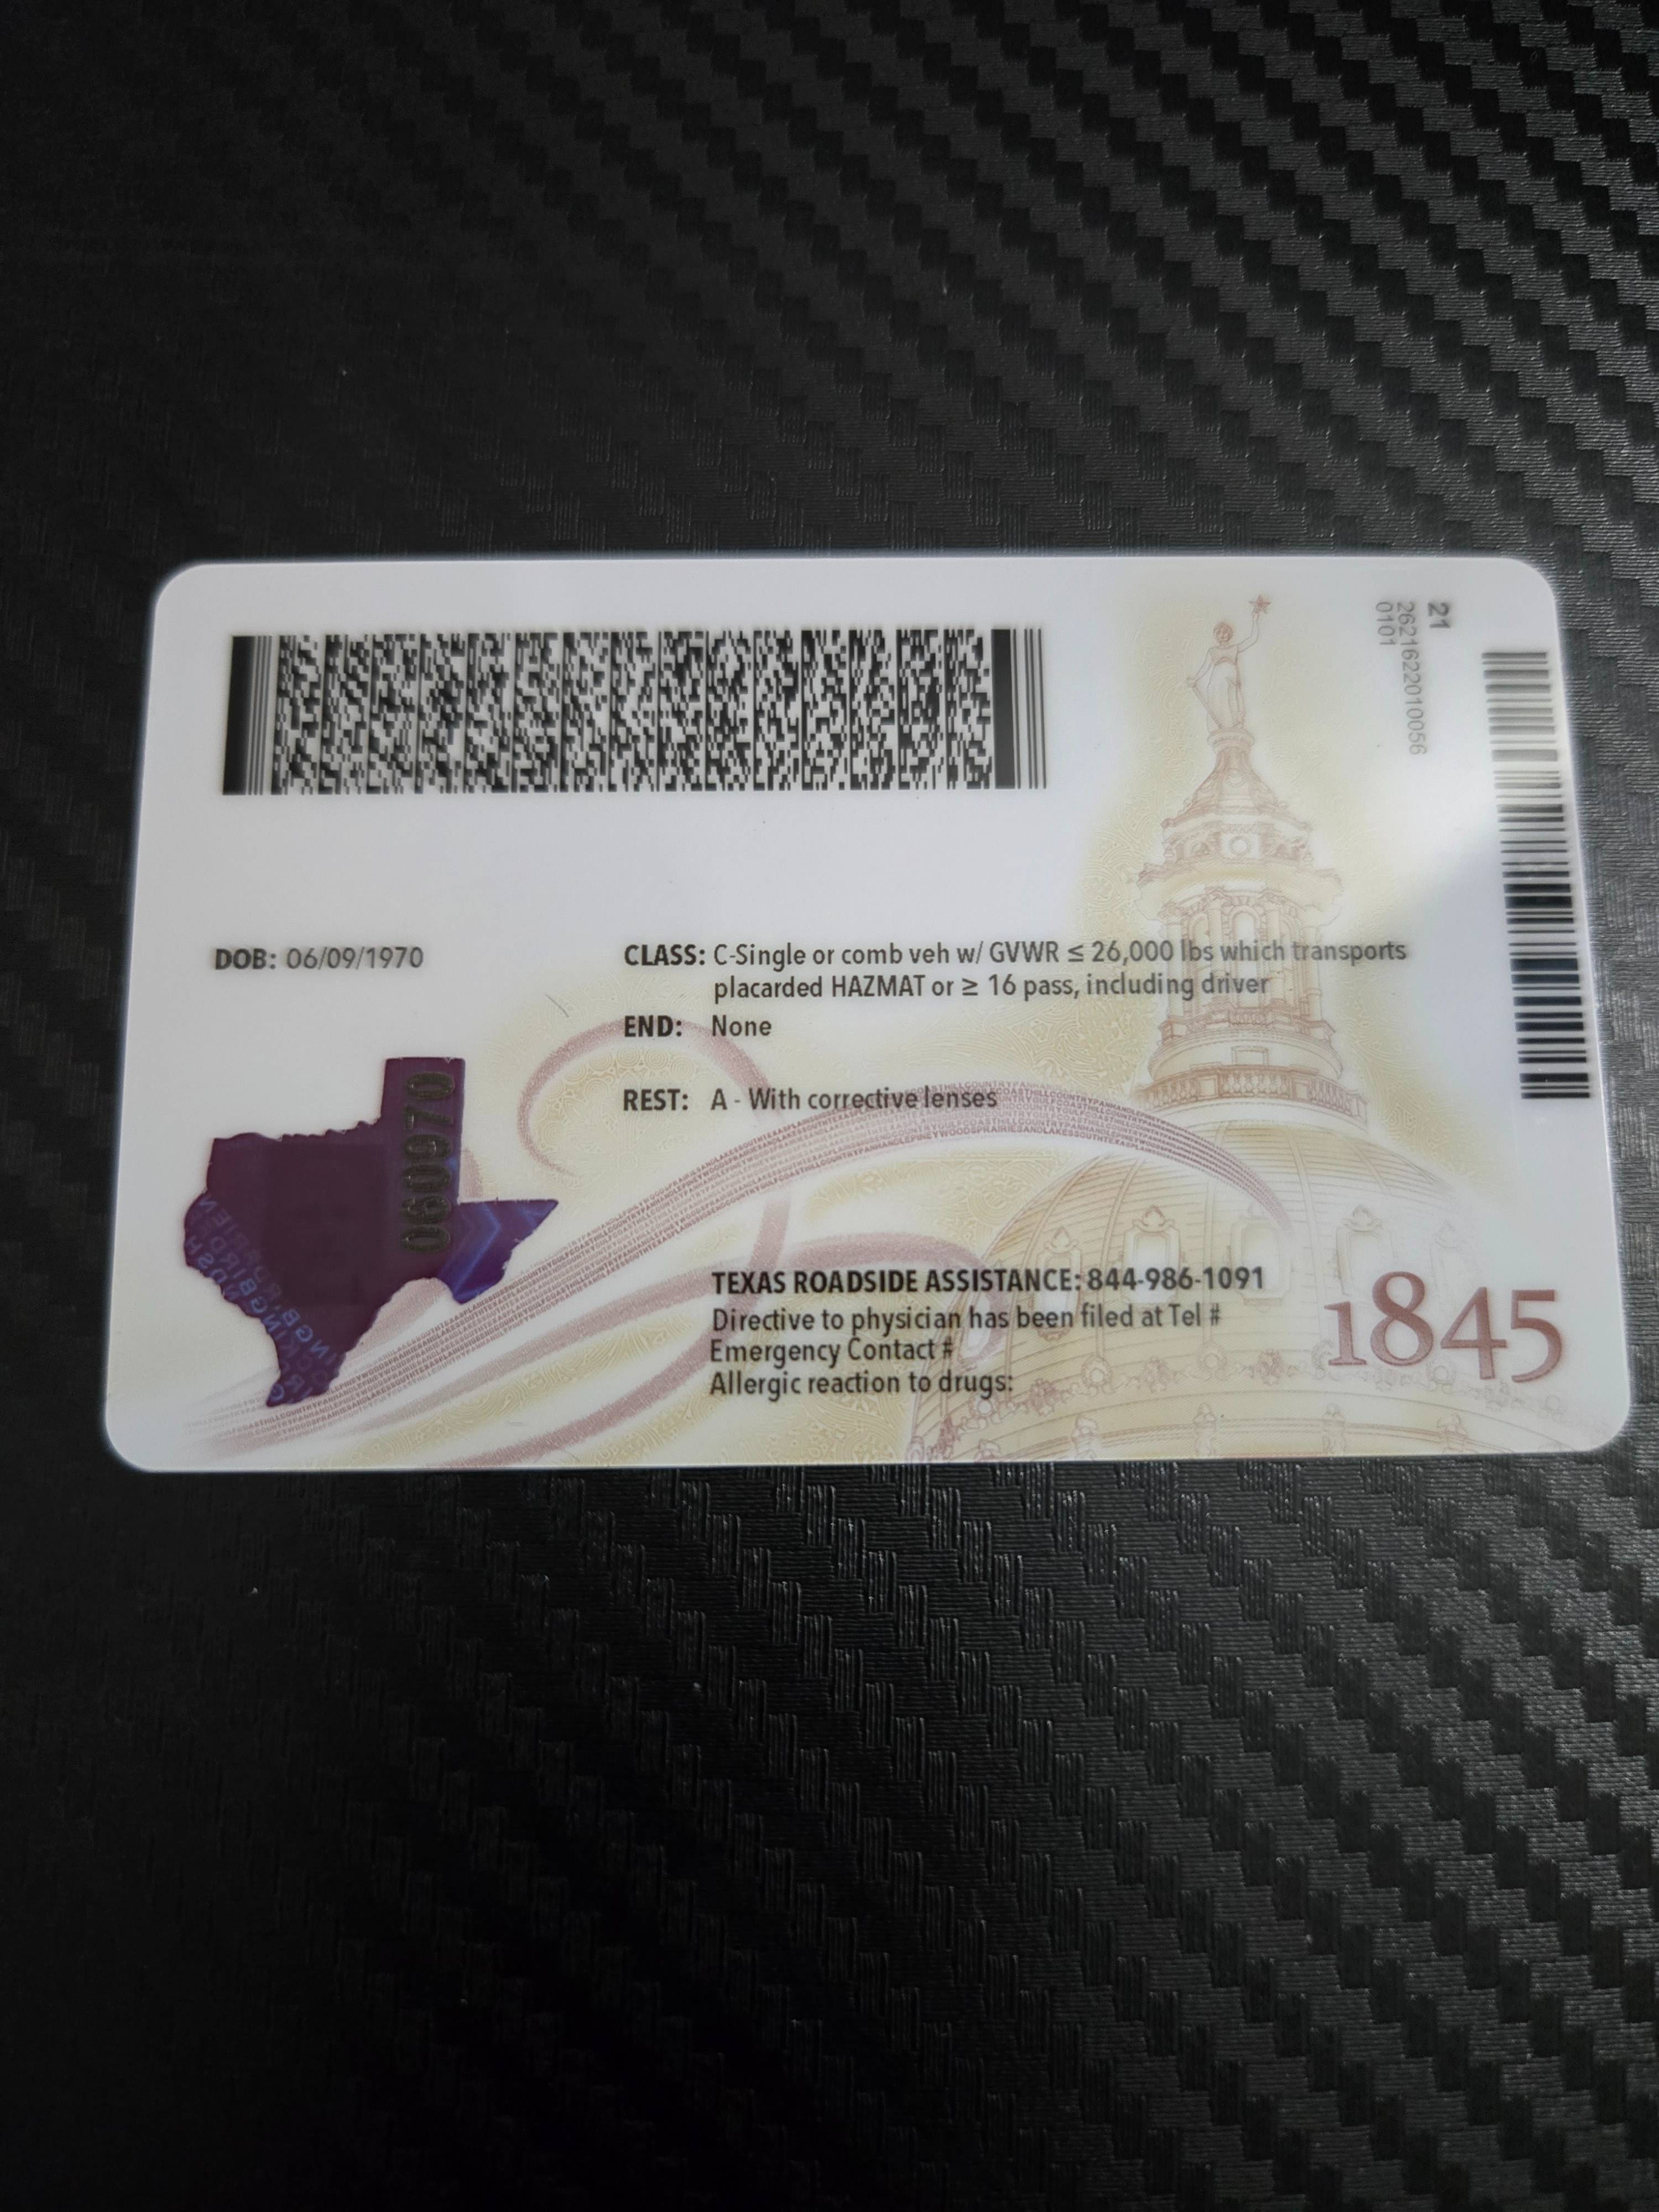 21
2621622010056
0101
DOB: 06/09/1970
CLASS: C-Single or comb veh w/ GVWR ≤ 26,000 lbs which transports
placarded HAZMAT or ≥ 16 pass, including driver
END: None
REST: A - With corrective lenses
060970
TEXAS ROADSIDE ASSISTANCE: 844-986-1091
Directive to physician has been filed at Tel #
Emergency Contact #
Allergic reaction to drugs:
1845